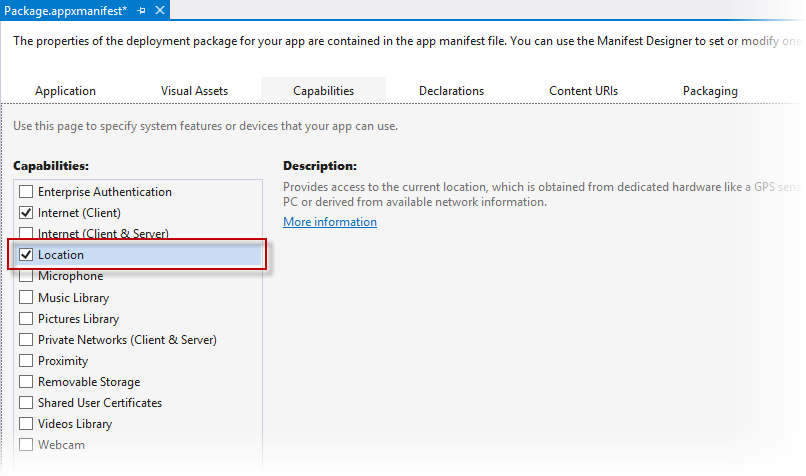 Package.appxmanifest*
The properties of the deployment package for your app are contained in the app manifest file. You can use the Manifest Designer to set or modify one
Application Visual Assets Capabilities Declarations Content URIs Packaging
Use this page to specify system features or devices that your app can use.
Capabilities:
Enterprise Authentication
Internet (Client)
Internet (Client & Server)
Location
Microphone
Music Library
Pictures Library
Private Networks (Client & Server)
Proximity
Removable Storage
Shared User Certificates
Videos Library
Webcam
Description:
Provides access to the current location, which is obtained from dedicated hardware like a GPS sens
PC or derived from available network information.
More information